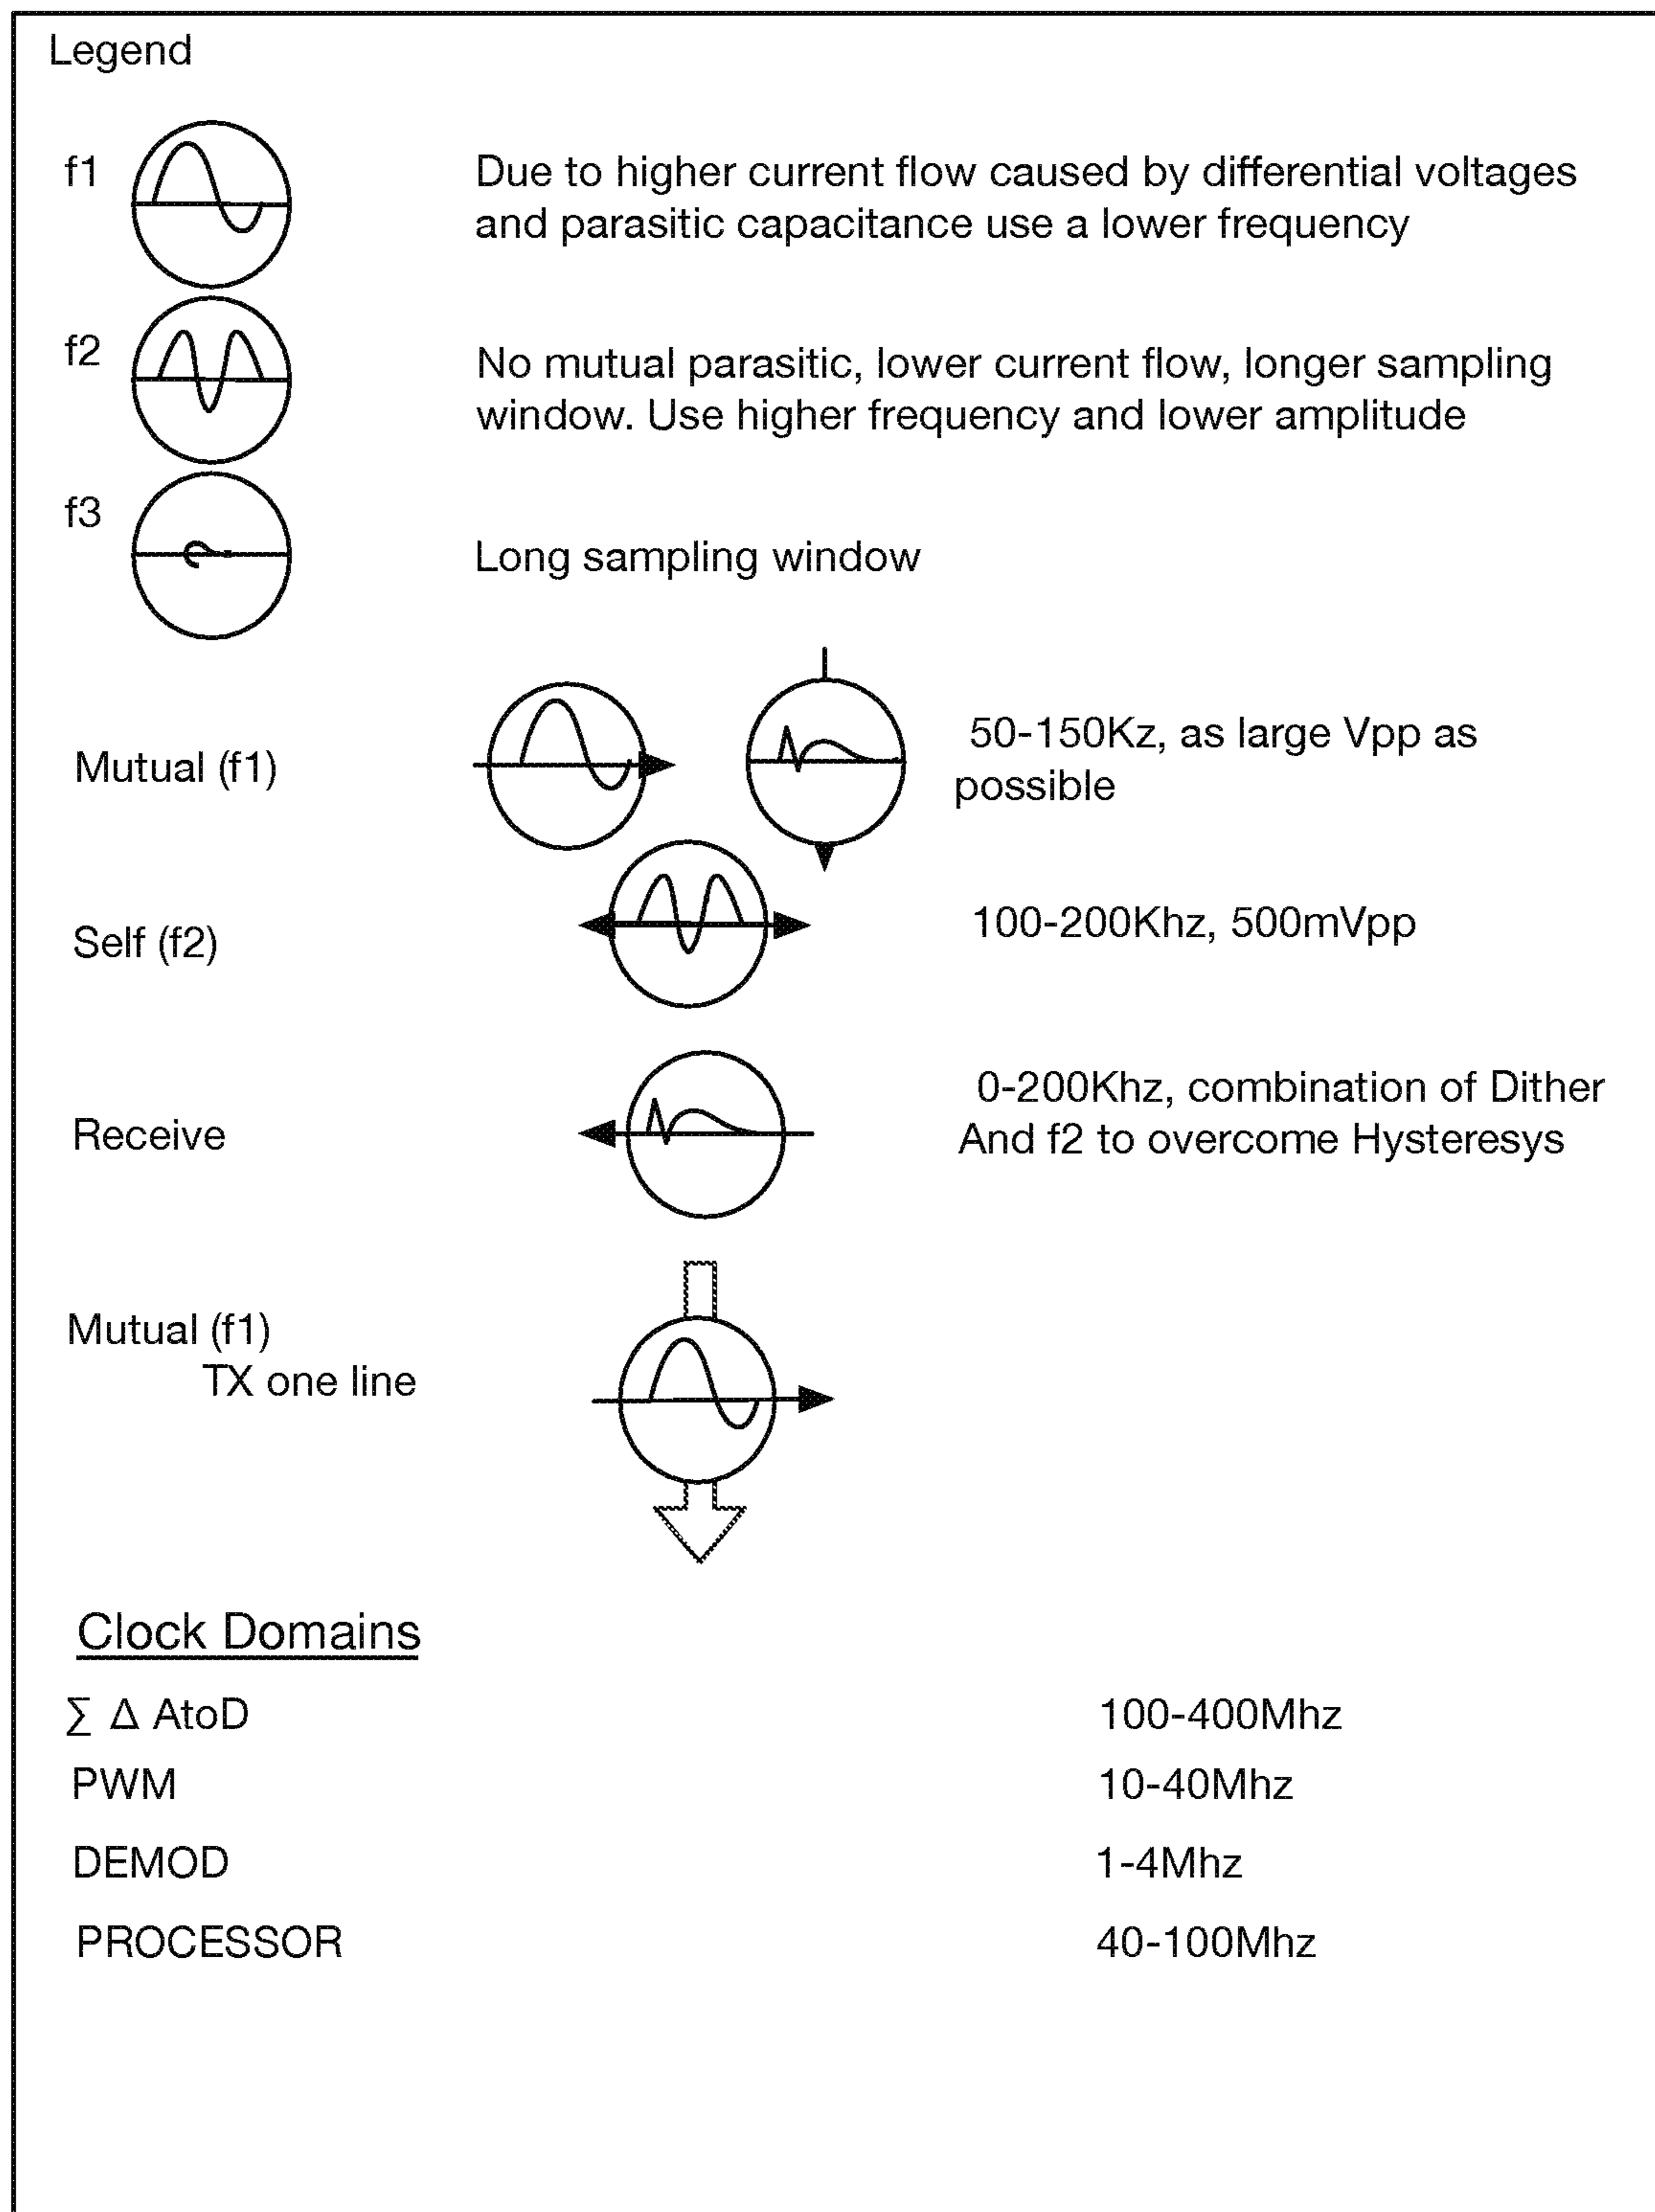 Legend
f1
Due to higher current flow caused by differential voltages
and parasitic capacitance use a lower frequency
f2
No mutual parasitic, lower current flow, longer sampling
window. Use higher frequency and lower amplitude
f3
Long sampling window
Mutual (f1)
50-150Kz, as large Vpp as
possible
Self (f2)
100-200Khz, 500mVpp
Receive
0-200Khz, combination of Dither
And f2 to overcome Hysteresys
Mutual (f1)
TX one line
Clock Domains
∑ Δ AtoD 100-400Mhz
PWM 10-40Mhz
DEMOD 1-4Mhz
PROCESSOR 40-100Mhz